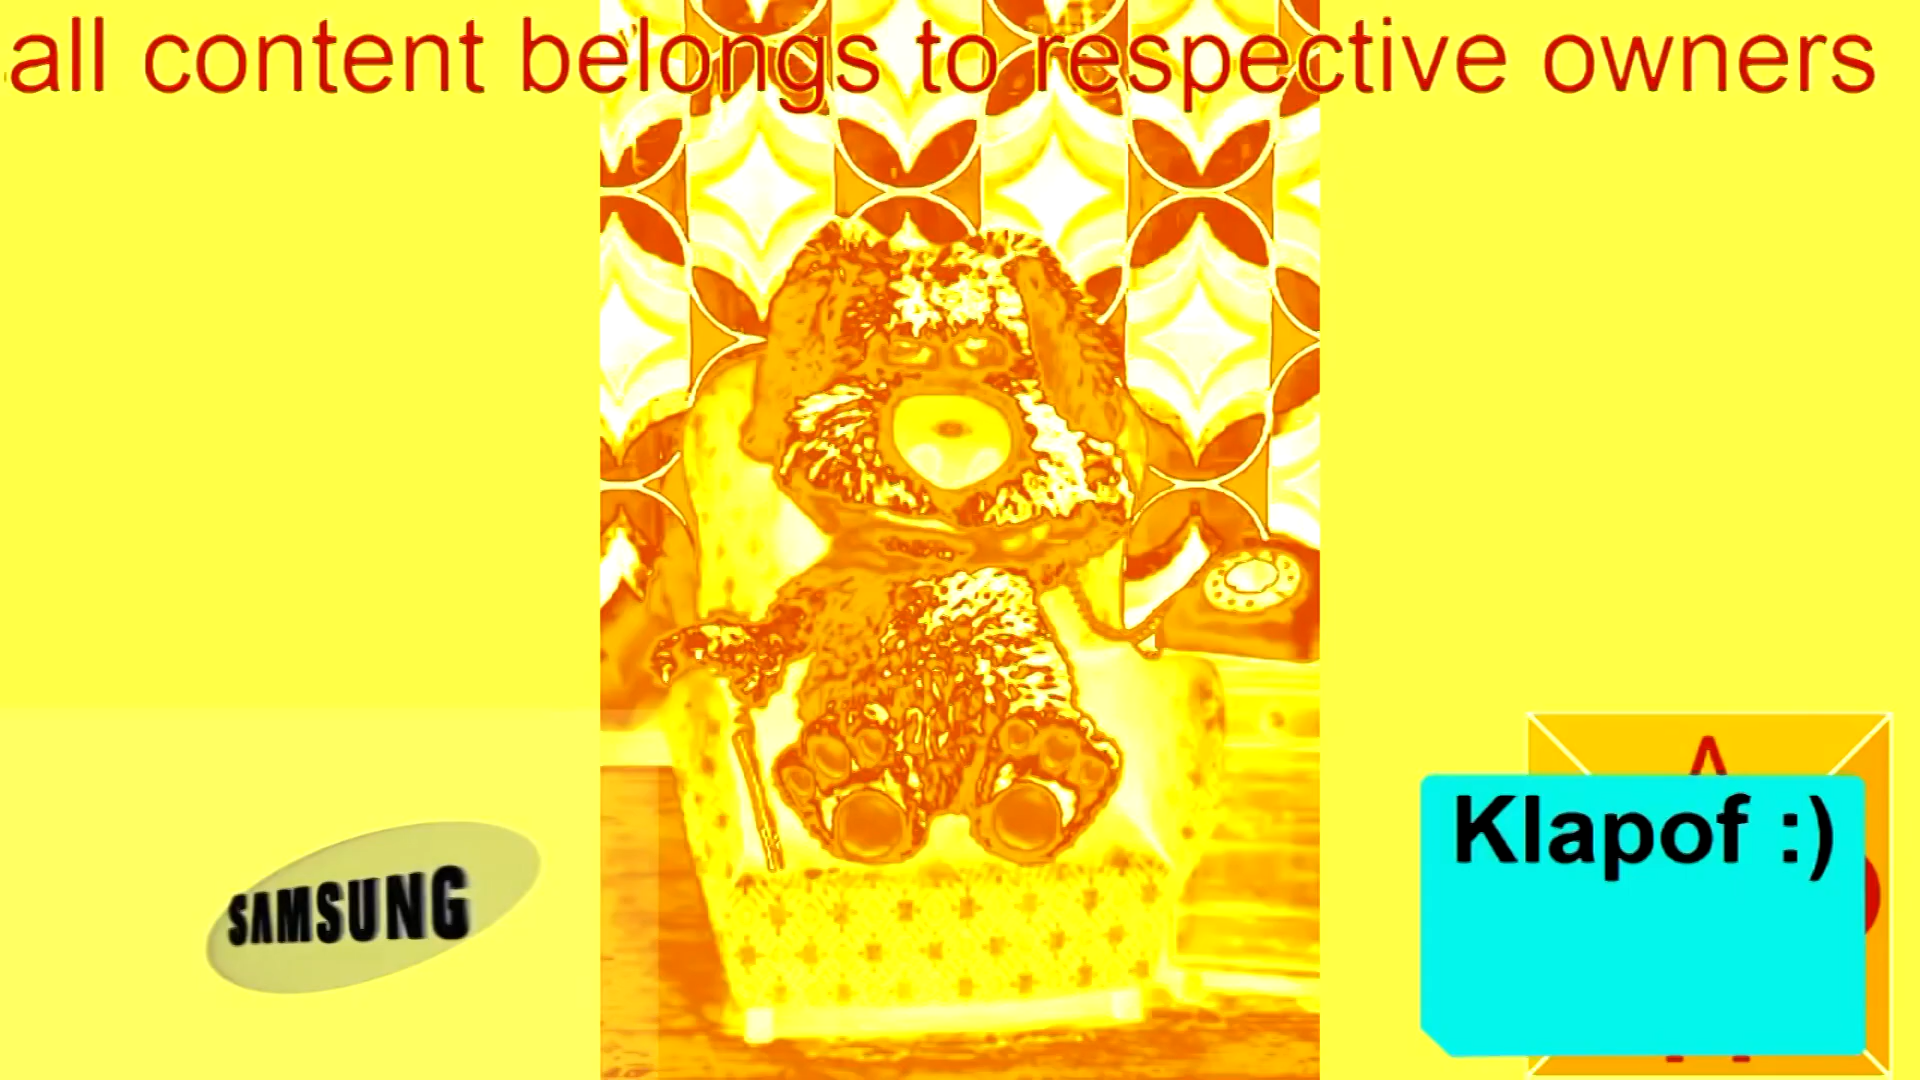 all content belongs to respective owners
SAMSUNG
Klapof :)